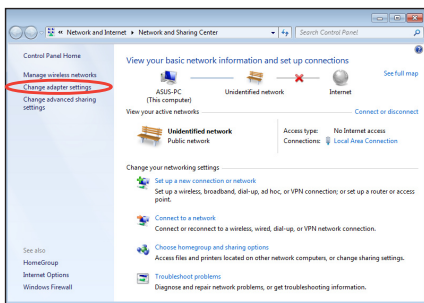 « Network and Internet ▸ Network and Sharing Center
Search Control Panel
Control Panel Home
Manage wireless networks
Change adapter settings
Change advanced sharing
settings
See also
HomeGroup
Internet Options
Windows Firewall
View your basic network information and set up connections
See full map
ASUS-PC
(This computer)
Unidentified network
Internet
View your active networks
Connect or disconnect
Unidentified network
Public network
Access type: No Internet access
Connections: Local Area Connection
Change your networking settings
Set up a new connection or network
Set up a wireless, broadband, dial-up, ad hoc, or VPN connection; or set up a router or access
point.
Connect to a network
Connect or reconnect to a wireless, wired, dial-up, or VPN network connection.
Choose homegroup and sharing options
Access files and printers located on other network computers, or change sharing settings.
Troubleshoot problems
Diagnose and repair network problems, or get troubleshooting information.